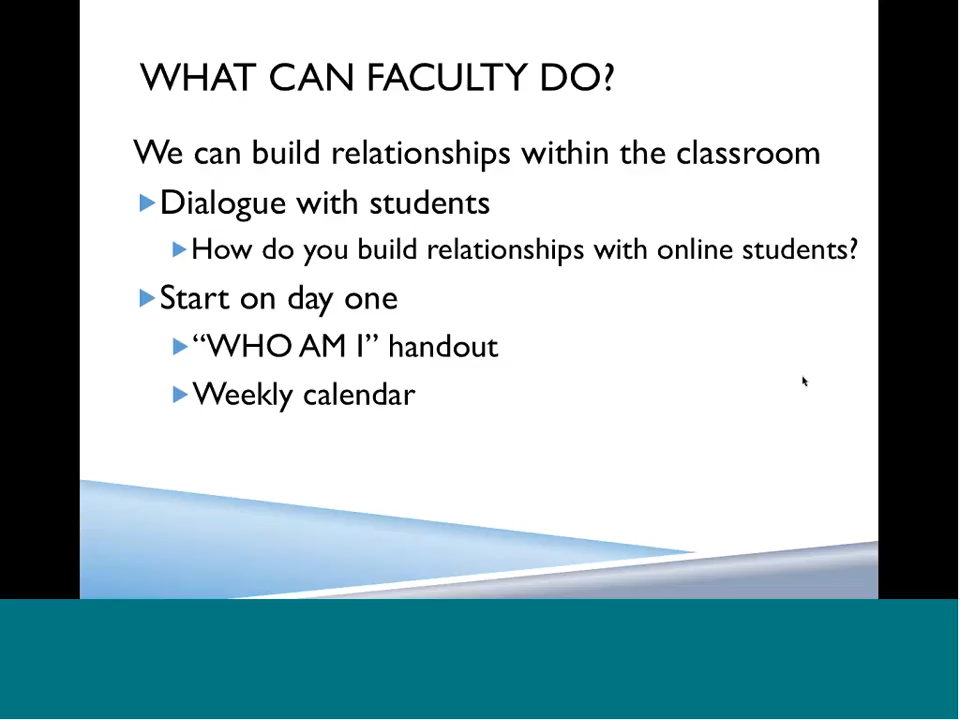 WHAT CAN FACULTY DO?
We can build relationships within the classroom
Dialogue with students
How do you build relationships with online students?
Start on day one
“WHO AM I” handout
Weekly calendar